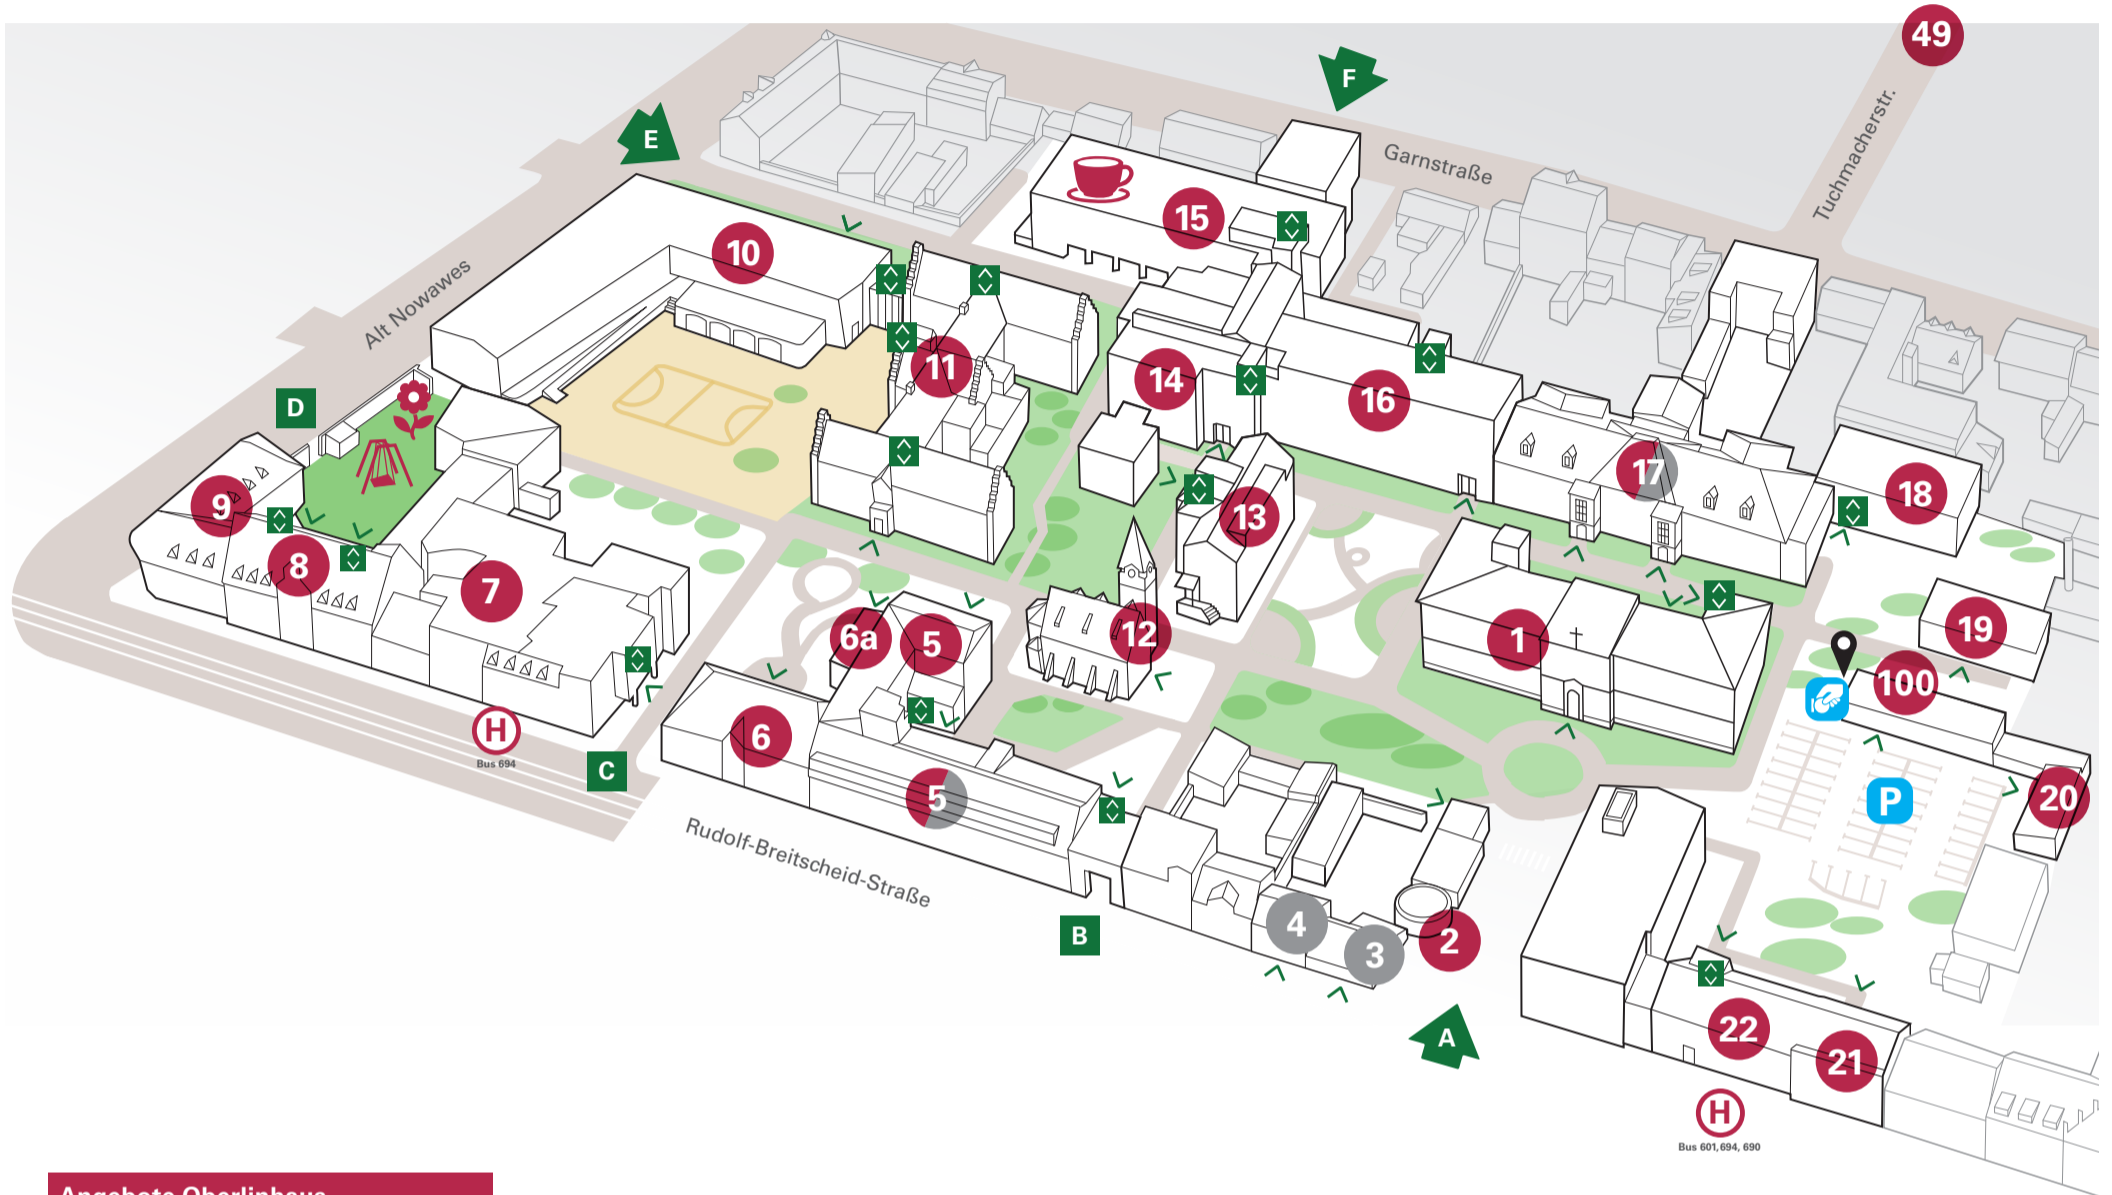 49
F
E
Garnstraße
Tuchmacherstr.
15
10
Alt Nowawes
11
14
16
D
17
18
9
13
8
7
6a
5
12
1
19
100
H
Bus 694
6
C
5
P
20
Rudolf-Breitscheid-Straße
B
4
3
2
A
22
21
H
Bus 601, 694, 690
Angebote Oberlinhaus